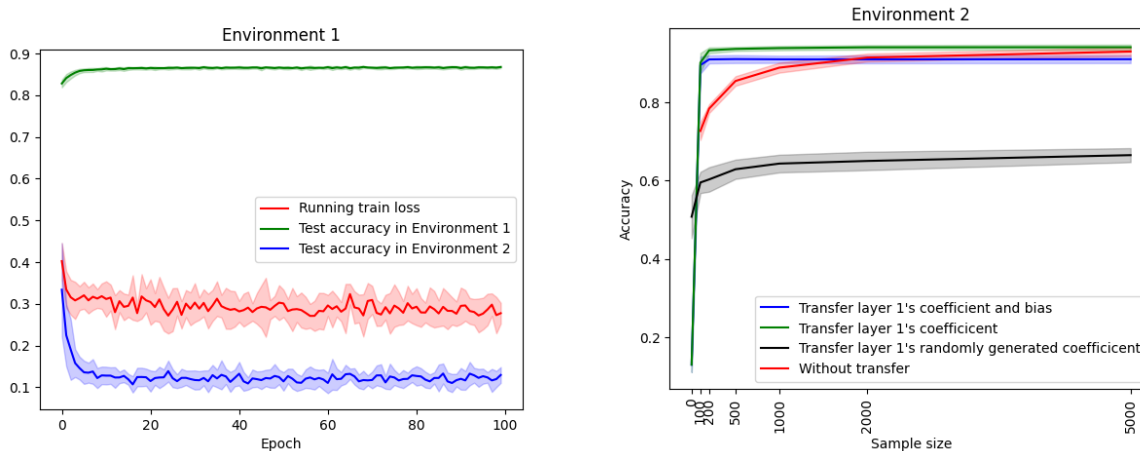 Environment 1
0.9
0.8
0.7
0.6
0.5
0.4
0.3
0.2
0.1
Running train loss
Test accuracy in Environment 1
Test accuracy in Environment 2
0
20
40
60
80
100
Epoch
Environment 2
Accuracy
0.8
0.6
0.4
0.2
Transfer layer 1's coefficient and bias
Transfer layer 1's coefficicent
Transfer layer 1's randomly generated coefficicent
Without transfer
0
100
200
500
1000
2000
5000
Sample size